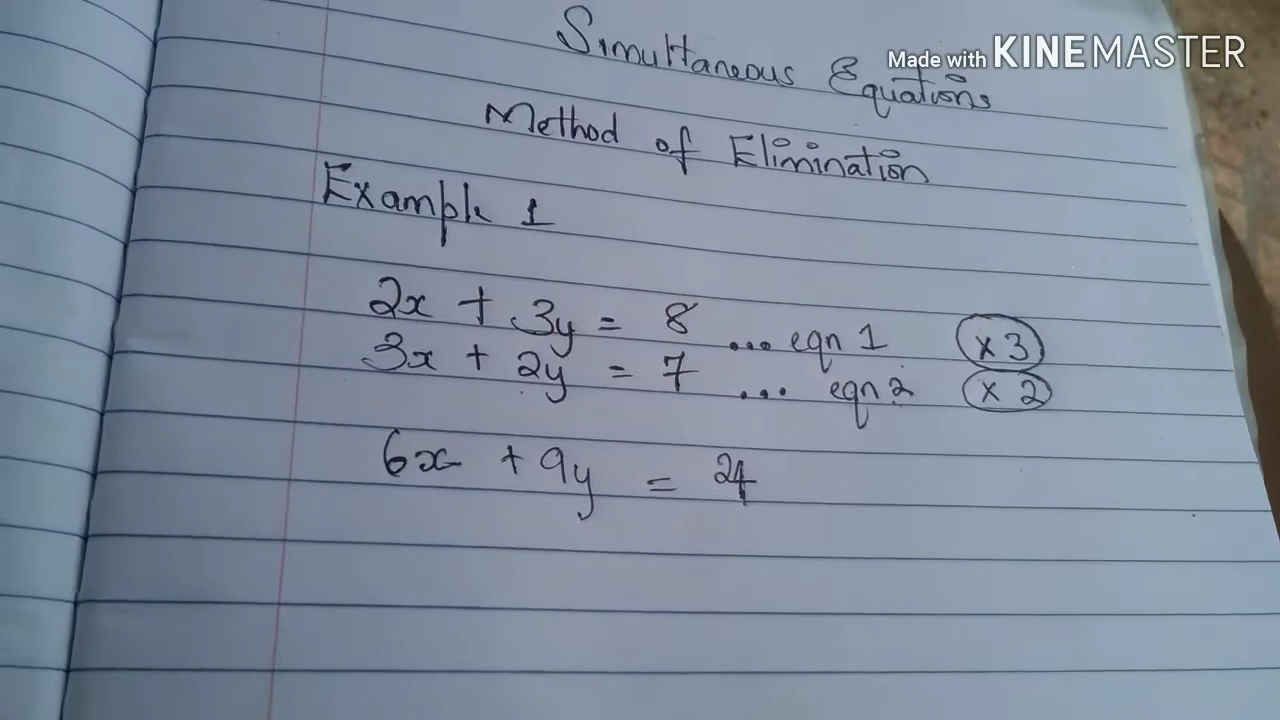 Simultaneous Equations
Made with KINEMASTER
Method of Elimination
Example 1
2x + 3y = 8 ... eqn 1 ×3
3x + 2y = 7 ... eqn 2 ×2
6x + 9y = 24